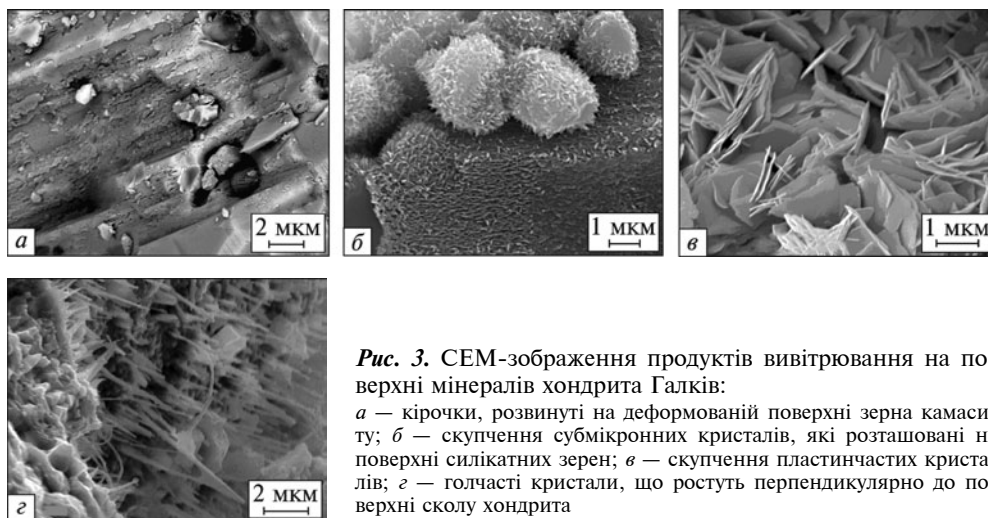 а
2 мкм
б
1 мкм
в
1 мкм
г
2 мкм
Рис. 3. СЕМ-зображення продуктів вивітрювання на по
верхні мінералів хондрита Галків:
а — кірочки, розвинуті на деформованій поверхні зерна камаси
ту; б — скупчення субмікронних кристалів, які розташовані н
поверхні силікатних зерен; в — скупчення пластинчастих криста
лів; г — голчасті кристали, що ростуть перпендикулярно до по
верхні сколу хондрита